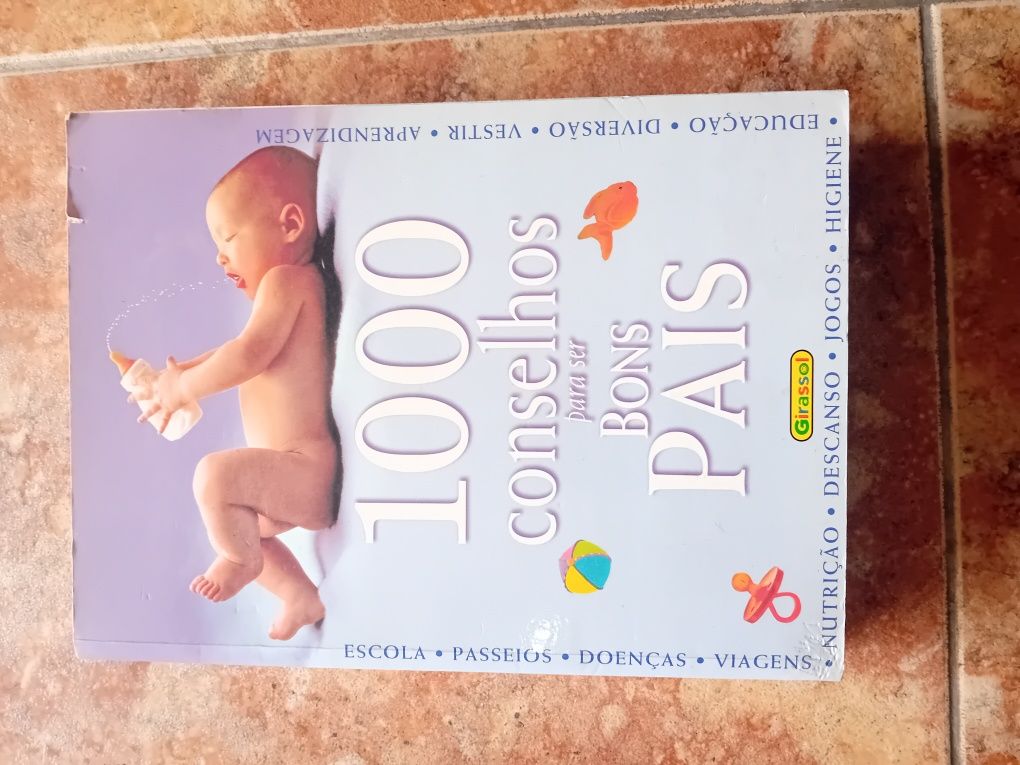 1000
conselhos
para ser
BONS
PAIS
Girassol
ESCOLA • PASSEIOS • DOENÇAS • VIAGENS •
NUTRIÇÃO • DESCANSO • JOGOS • HIGIENE •
EDUCAÇÃO • DIVERSÃO • VESTIR • APRENDIZAGEM